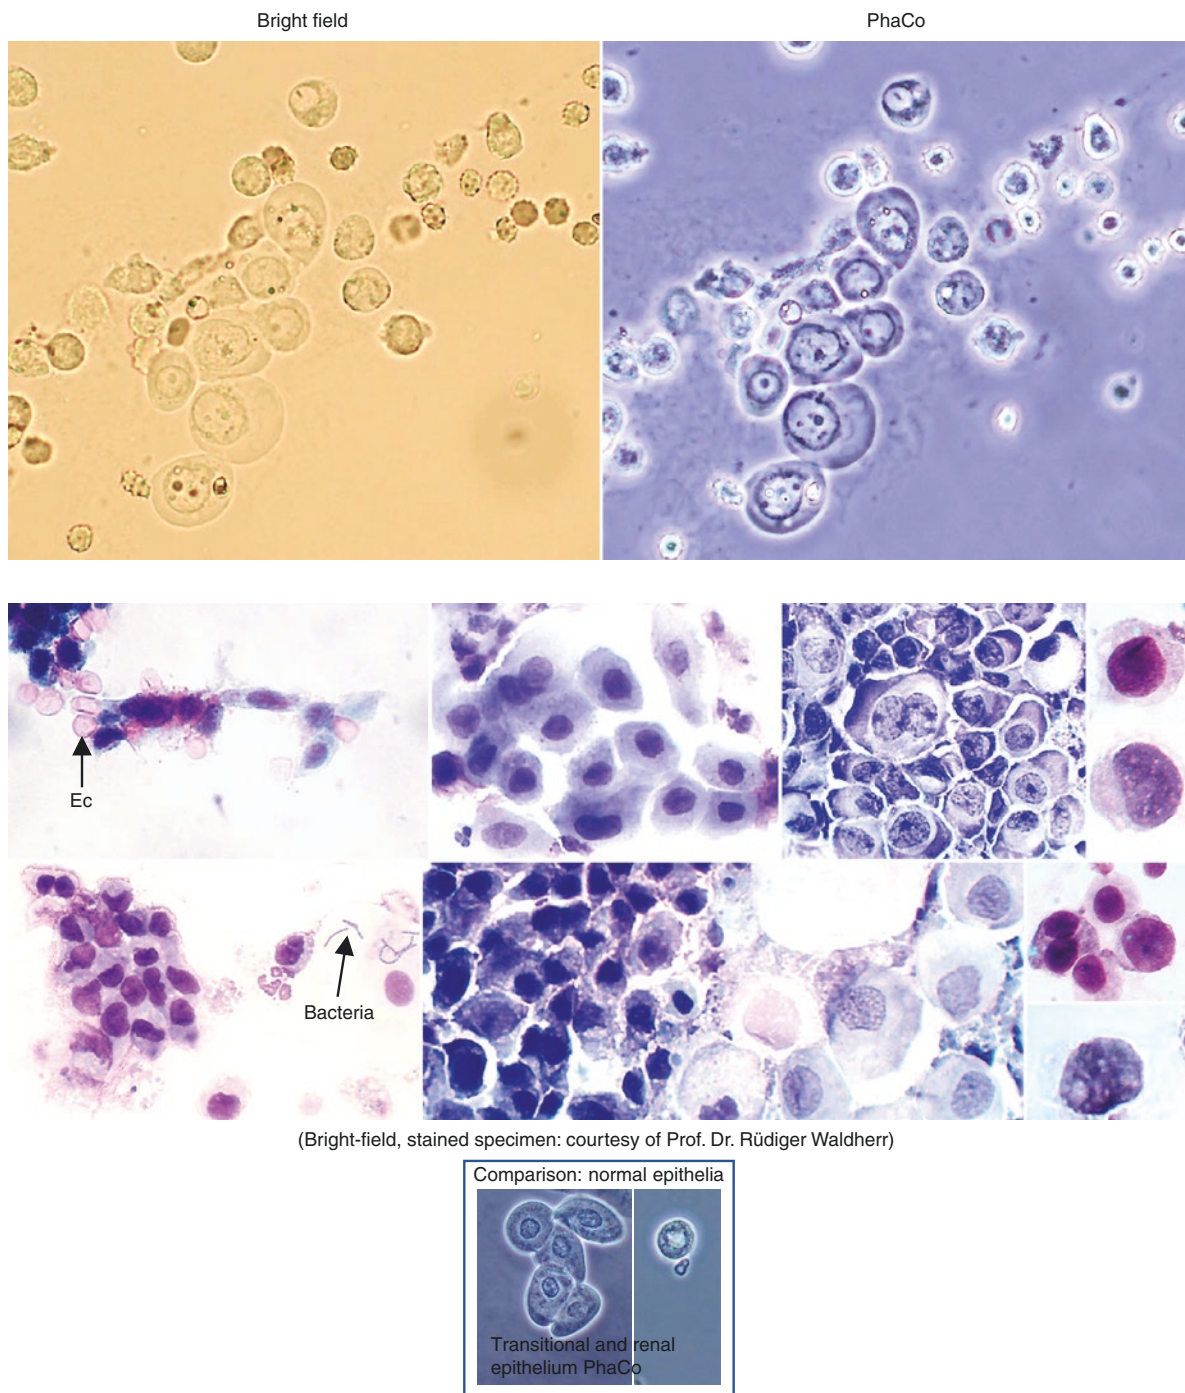 Bright field
PhaCo
Ec
Bacteria
(Bright-field, stained specimen: courtesy of Prof. Dr. Rüdiger Waldherr)
Comparison: normal epithelia
Transitional and renal
epithelium PhaCo